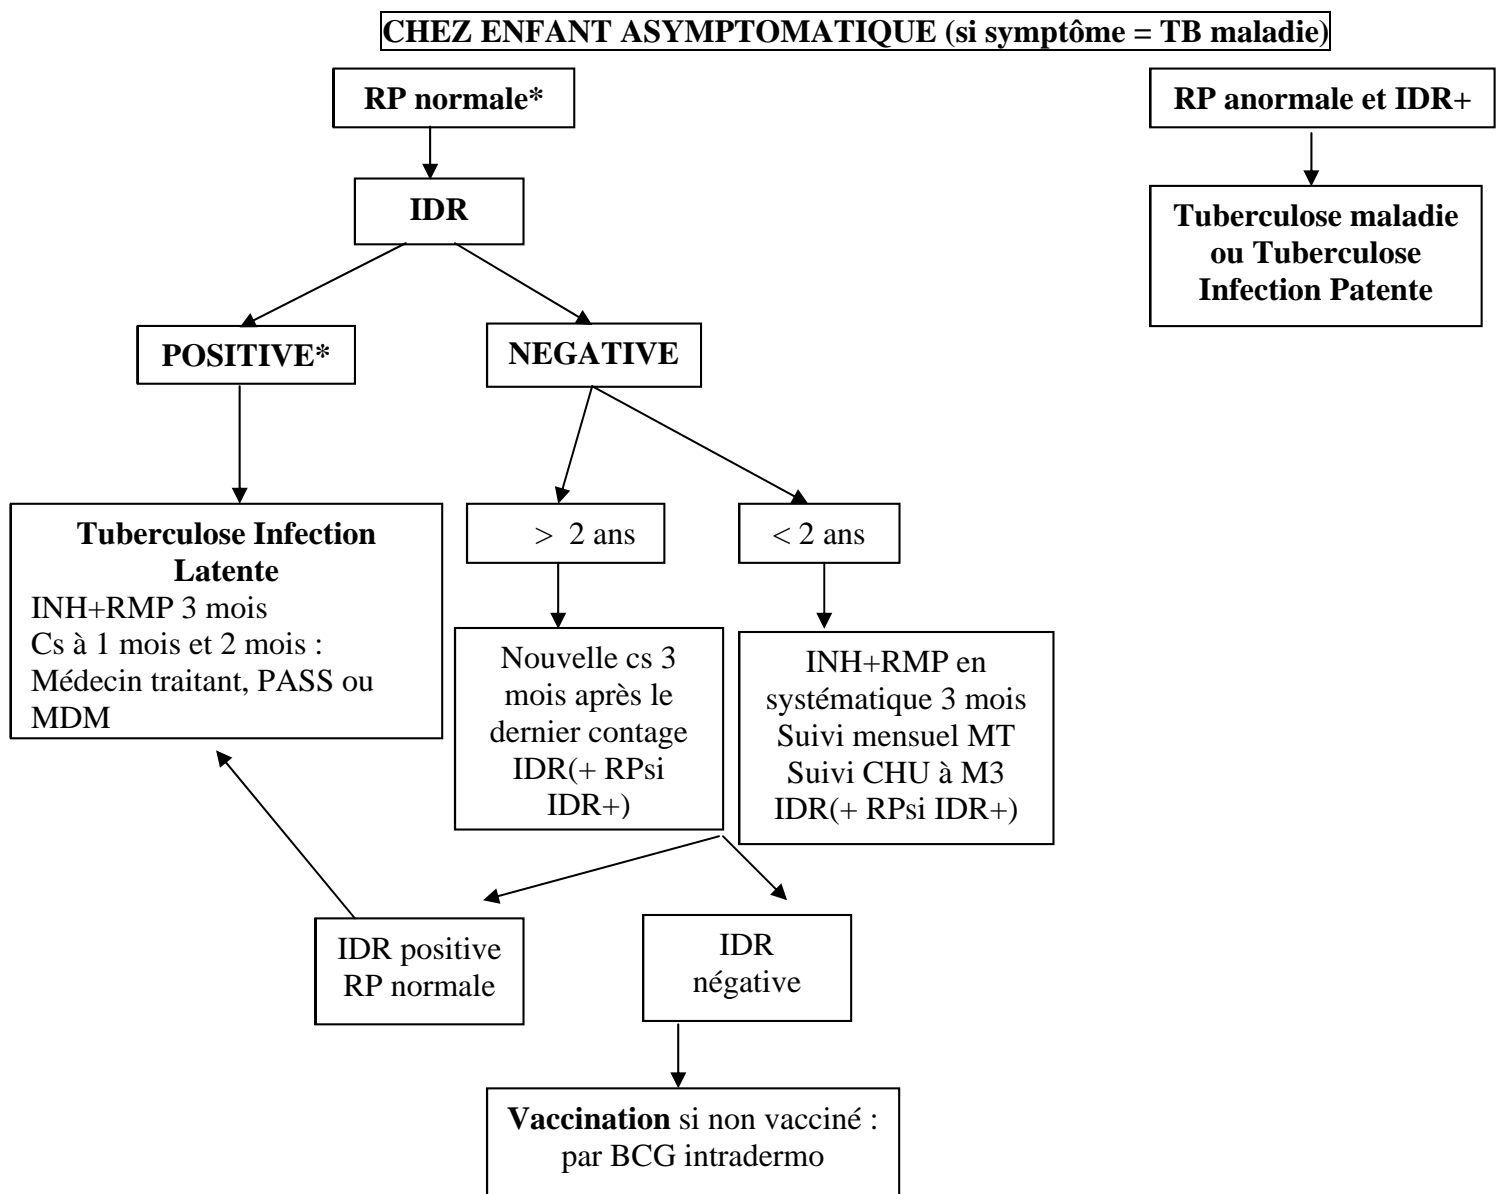 CHEZ ENFANT ASYMPTOMATIQUE (si symptôme = TB maladie)
RP normale*
RP anormale et IDR+
IDR
Tuberculose maladie
ou Tuberculose
Infection Patente
POSITIVE*
NEGATIVE
Tuberculose Infection
Latente
INH+RMP 3 mois
Cs à 1 mois et 2 mois :
Médecin traitant, PASS ou
MDM
> 2 ans
< 2 ans
Nouvelle cs 3
mois après le
dernier contage
IDR(+ RPsi
IDR+)
INH+RMP en
systématique 3 mois
Suivi mensuel MT
Suivi CHU à M3
IDR(+ RPsi IDR+)
IDR positive
RP normale
IDR
négative
Vaccination si non vacciné :
par BCG intradermo